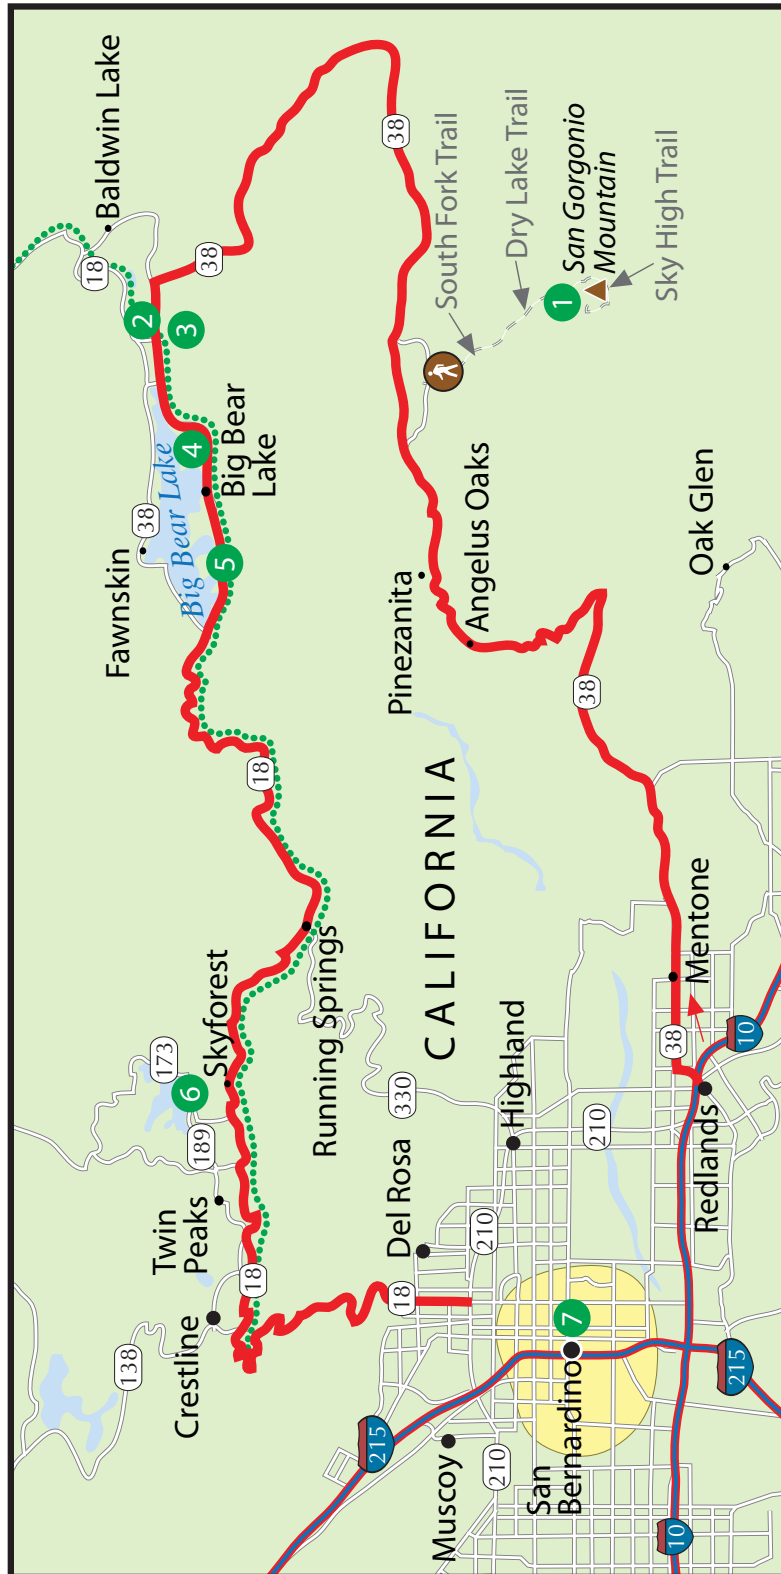 Baldwin Lake
18
38
38
2
3
South Fork Trail
Dry Lake Trail
1
San Gorgonio
Mountain
Sky High Trail
4
Big Bear
Lake
Big Bear Lake
38
Fawnskin
5
Pinezanita
Angelus Oaks
Oak Glen
38
18
CALIFORNIA
Running Springs
Skyforest
173
6
189
Twin
Peaks
18
Crestline
138
330
Highland
210
Mentone
38
10
Redlands
Del Rosa
210
18
7
San
Bernardino
215
215
Muscoy
210
10